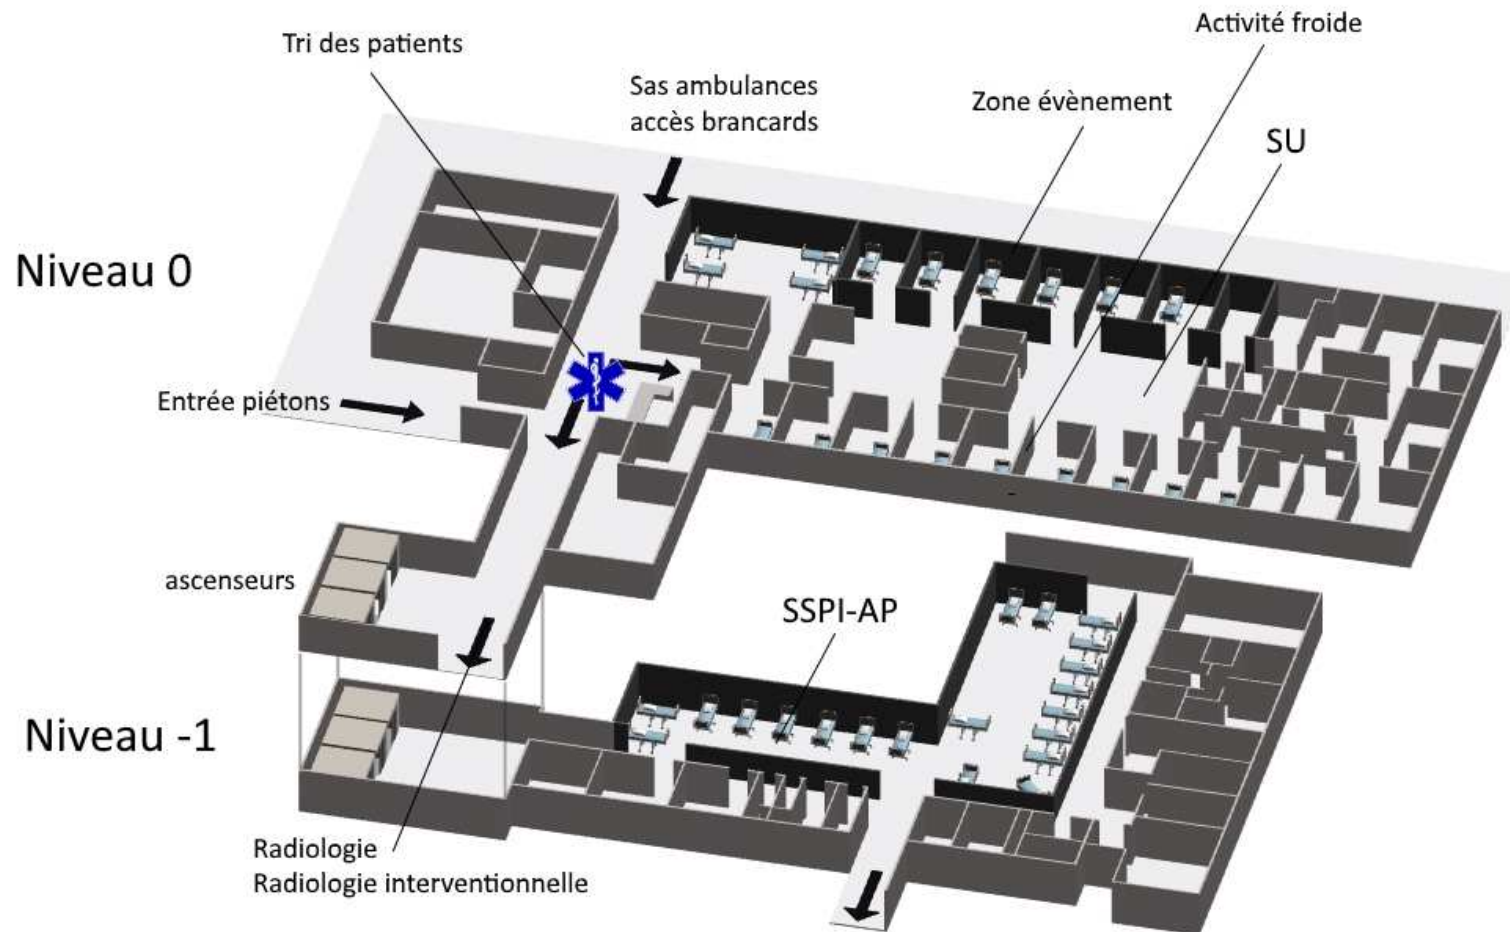 Activité froide
Tri des patients
Sas ambulances
accès brancards
Zone évènement
SU
Niveau 0
Entrée piétons
ascenseurs
SSPI-AP
Niveau -1
Radiologie
Radiologie interventionnelle